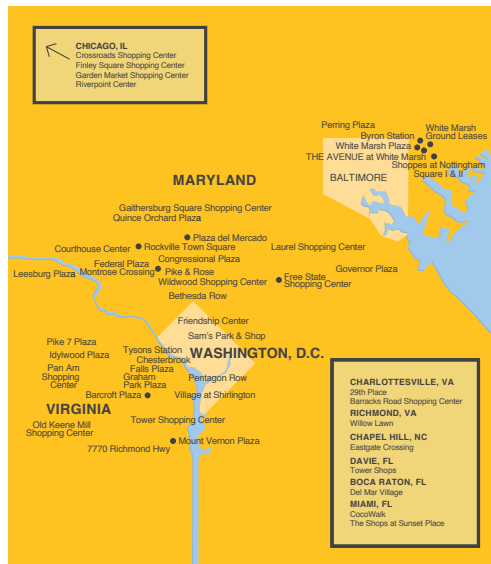 CHICAGO, IL
Crossroads Shopping Center
Finley Square Shopping Center
Garden Market Shopping Center
Riverpoint Center
Perring Plaza
White Marsh
Ground Leases
Byron Station
White Marsh Plaza
THE AVENUE at White Marsh
Shoppes at Nottingham
Square I & II
BALTIMORE
MARYLAND
Gaithersburg Square Shopping Center
Quince Orchard Plaza
Plaza del Mercado
Courthouse Center
Rockville Town Square
Laurel Shopping Center
Congressional Plaza
Federal Plaza
Leesburg Plaza
Montrose Crossing
Pike & Rose
Governor Plaza
Wildwood Shopping Center
Free State
Shopping Center
Bethesda Row
Friendship Center
Sam's Park & Shop
WASHINGTON, D.C.
Pike 7 Plaza
Idylwood Plaza
Tysons Station
Chesterbrook
Pan Am
Shopping
Center
Falls Plaza
Graham
Park Plaza
Pentagon Row
Barcroft Plaza
Village at Shirlington
VIRGINIA
Old Keene Mill
Shopping Center
Tower Shopping Center
7770 Richmond Hwy
Mount Vernon Plaza
CHARLOTTESVILLE, VA
29th Place
Barracks Road Shopping Center
RICHMOND, VA
Willow Lawn
CHAPEL HILL, NC
Eastgate Crossing
DAVIE, FL
Tower Shops
BOCA RATON, FL
Del Mar Village
MIAMI, FL
CocoWalk
The Shops at Sunset Place